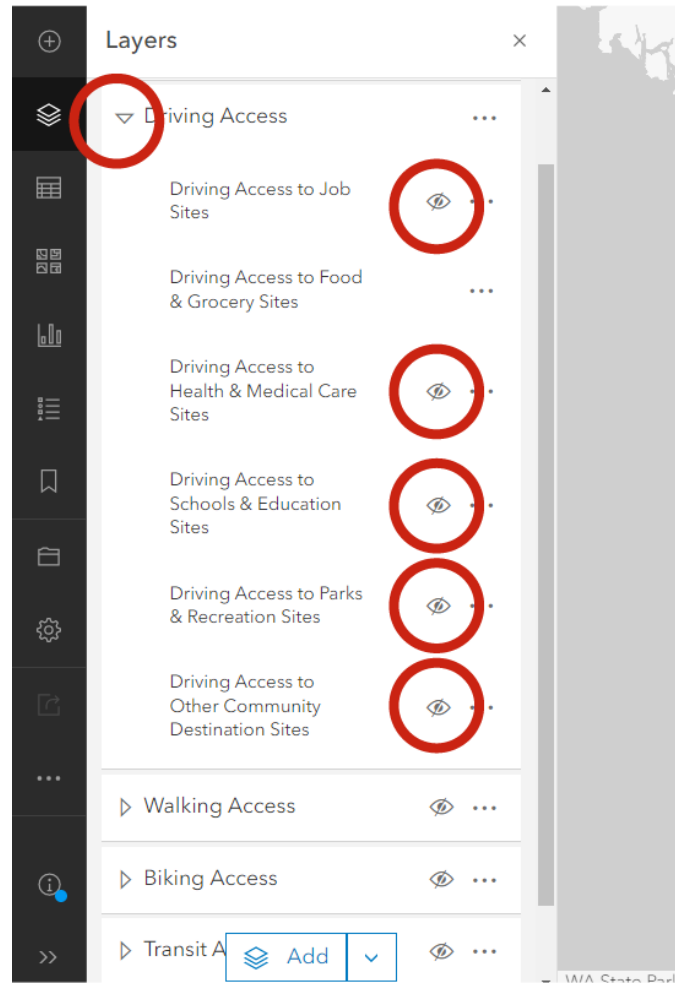 Layers
Driving Access
Driving Access to Job
Sites
Driving Access to Food
& Grocery Sites
Driving Access to
Health & Medical Care
Sites
Driving Access to
Schools & Education
Sites
Driving Access to Parks
& Recreation Sites
Driving Access to
Other Community
Destination Sites
Walking Access
Biking Access
Transit A
Add
WA State Par